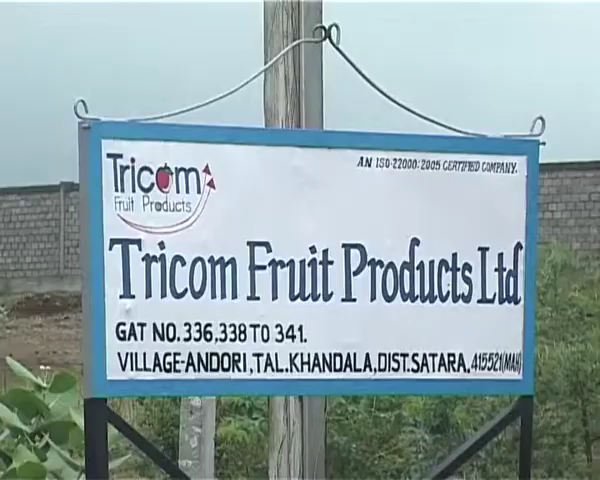 AN ISO-22000:2005 CERTIFIED COMPANY.
Tricom
Fruit Products
Tricom Fruit Products Ltd
GAT NO.336,338 TO 341.
VILLAGE-ANDORI,TAL.KHANDALA,DIST.SATARA,415521(MAH)